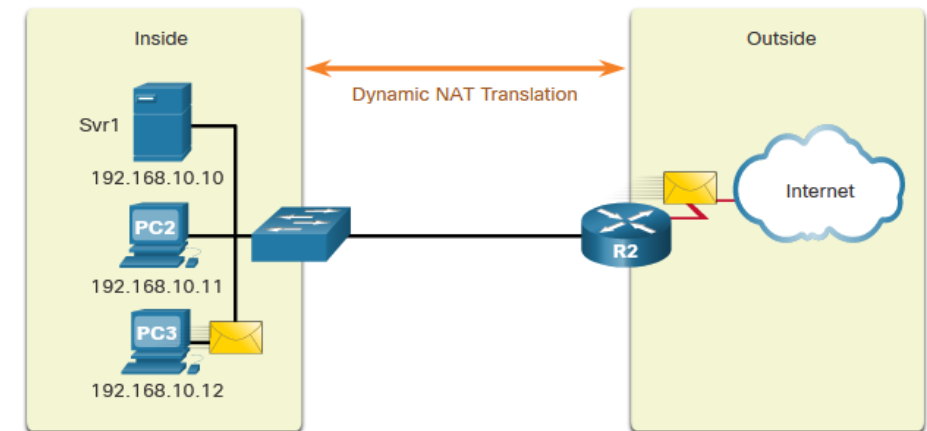 Inside
Outside
Dynamic NAT Translation
Svr1
192.168.10.10
PC2
192.168.10.11
PC3
192.168.10.12
R2
Internet